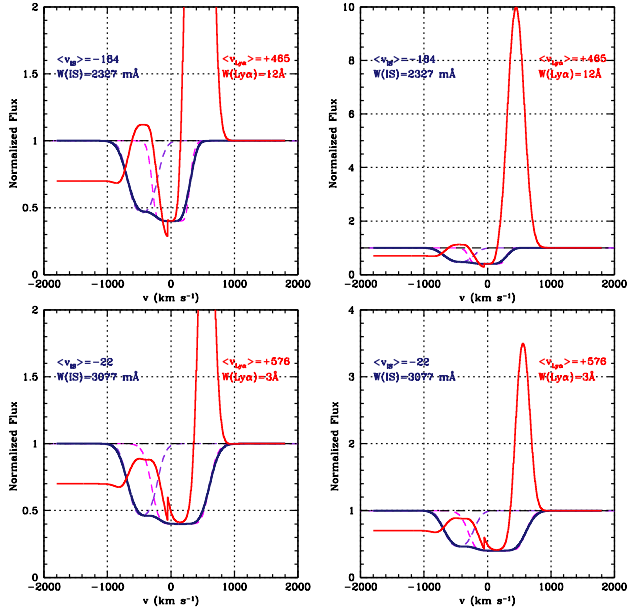 2
<v_IS>=-184
<v_Lyα>=+465
W(IS)=2327 mÅ
W(Lyα)=12Å
1.5
1
0.5
0
Normalized Flux
-2000 -1000 0 1000 2000
v (km s⁻¹)
10
<v_IS>=-184
<v_Lyα>=+465
W(IS)=2327 mÅ
W(Lyα)=12Å
8
6
4
2
0
Normalized Flux
-2000 -1000 0 1000 2000
v (km s⁻¹)
2
<v_IS>=-22
<v_Lyα>=+576
W(IS)=3077 mÅ
W(Lyα)=3Å
1.5
1
0.5
0
Normalized Flux
-2000 -1000 0 1000 2000
v (km s⁻¹)
4
<v_IS>=-22
<v_Lyα>=+576
W(IS)=3077 mÅ
W(Lyα)=3Å
3
2
1
0
Normalized Flux
-2000 -1000 0 1000 2000
v (km s⁻¹)